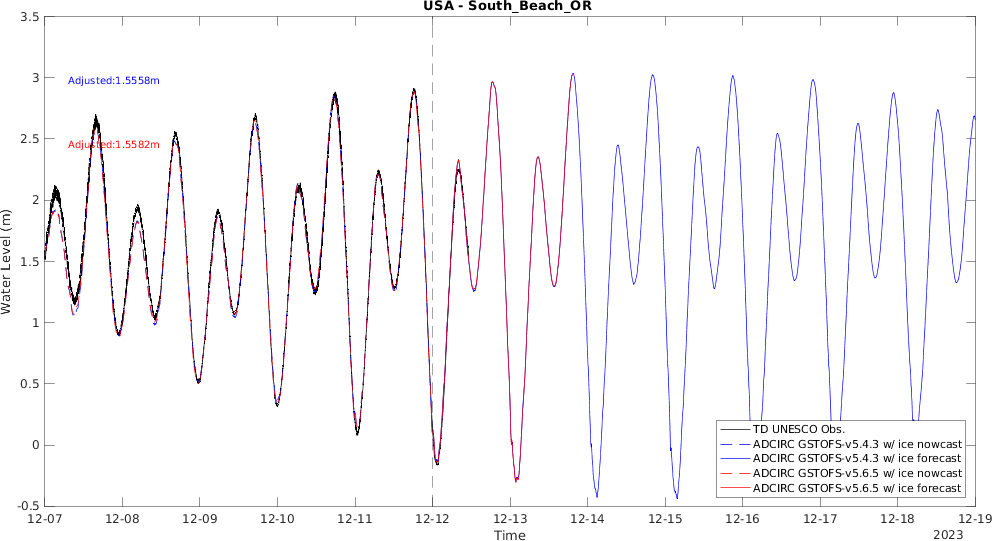 USA - South_Beach_OR
3.5
3
2.5
2
1.5
1
0.5
0
-0.5
Water Level (m)
Adjusted:1.5558m
Adjusted:1.5582m
TD UNESCO Obs.
ADCIRC GSTOFS-v5.4.3 w/ ice nowcast
ADCIRC GSTOFS-v5.4.3 w/ ice forecast
ADCIRC GSTOFS-v5.6.5 w/ ice nowcast
ADCIRC GSTOFS-v5.6.5 w/ ice forecast
12-07 12-08 12-09 12-10 12-11 12-12 12-13 12-14 12-15 12-16 12-17 12-18 12-19
Time
2023